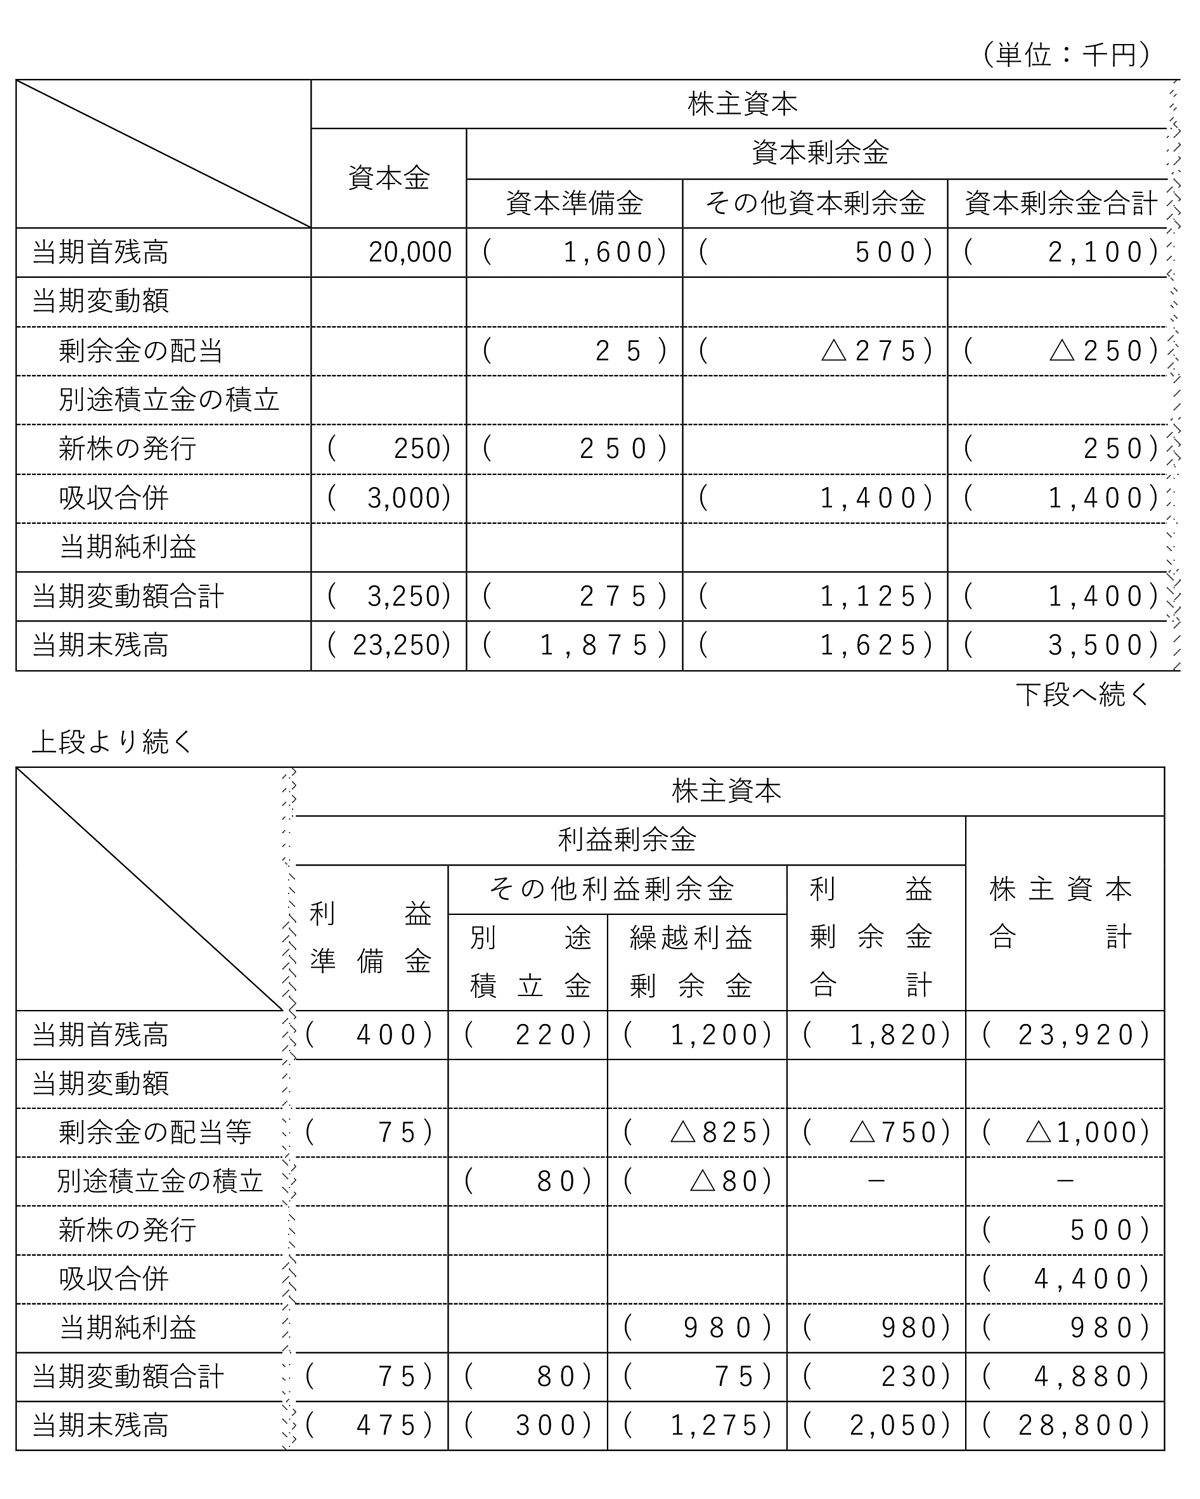 （単位：千円）
株主資本
資本金 資本剰余金
資本準備金 その他資本剰余金 資本剰余金合計
当期首残高 20,000 ( 1,600) ( 500) ( 2,100)
当期変動額
剰余金の配当 ( 25) ( △275) ( △250)
別途積立金の積立
新株の発行 ( 250) ( 250) ( 250)
吸収合併 ( 3,000) ( 1,400) ( 1,400)
当期純利益
当期変動額合計 ( 3,250) ( 275) ( 1,125) ( 1,400)
当期末残高 ( 23,250) ( 1,875) ( 1,625) ( 3,500)
下段へ続く
上段より続く
株主資本
利益剰余金
利益
準備金
その他利益剰余金
別途
積立金
繰越利益
剰余金
利益
剰余金
合計
株主資本
合計
当期首残高 ( 400) ( 220) ( 1,200) ( 1,820) ( 23,920)
当期変動額
剰余金の配当等 ( 75) ( △825) ( △750) ( △1,000)
別途積立金の積立 ( 80) ( △80) － －
新株の発行 ( 500)
吸収合併 ( 4,400)
当期純利益 ( 980) ( 980) ( 980)
当期変動額合計 ( 75) ( 80) ( 75) ( 230) ( 4,880)
当期末残高 ( 475) ( 300) ( 1,275) ( 2,050) ( 28,800)